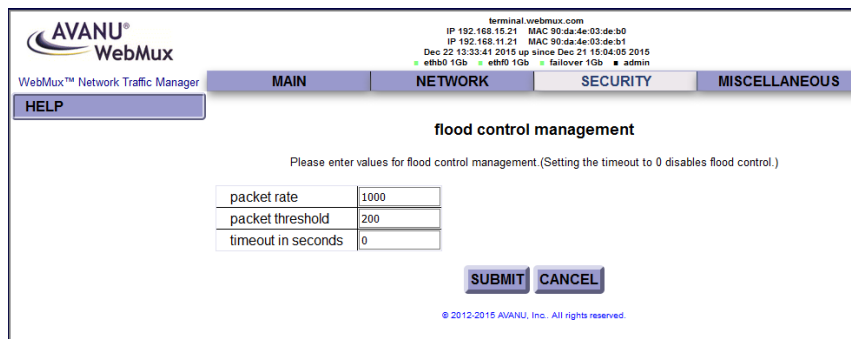 AVANU®
WebMux
terminal.webmux.com
IP 192.168.15.21 MAC 90:da:4e:03:de:b0
IP 192.168.11.21 MAC 90:da:4e:03:de:b1
Dec 22 13:33:41 2015 up since Dec 21 15:04:05 2015
ethb0 1Gb ethf0 1Gb failover 1Gb admin
WebMux™ Network Traffic Manager
MAIN NETWORK SECURITY MISCELLANEOUS
HELP
flood control management
Please enter values for flood control management.(Setting the timeout to 0 disables flood control.)
packet rate 1000
packet threshold 200
timeout in seconds 0
SUBMIT CANCEL
© 2012-2015 AVANU, Inc.. All rights reserved.